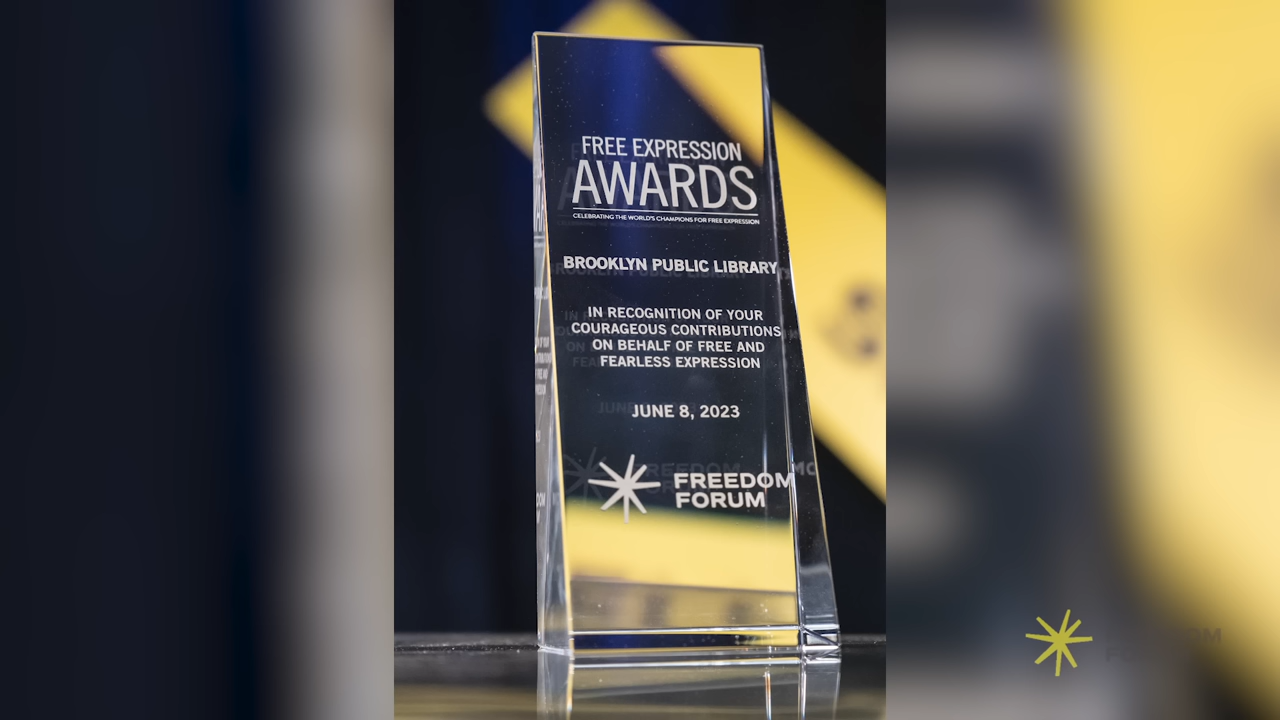 FREE EXPRESSION
AWARDS
CELEBRATING THE WORLD'S CHAMPIONS FOR FREE EXPRESSION
BROOKLYN PUBLIC LIBRARY
IN RECOGNITION OF YOUR
COURAGEOUS CONTRIBUTIONS
ON BEHALF OF FREE AND
FEARLESS EXPRESSION
JUNE 8, 2023
FREEDOM
FORUM